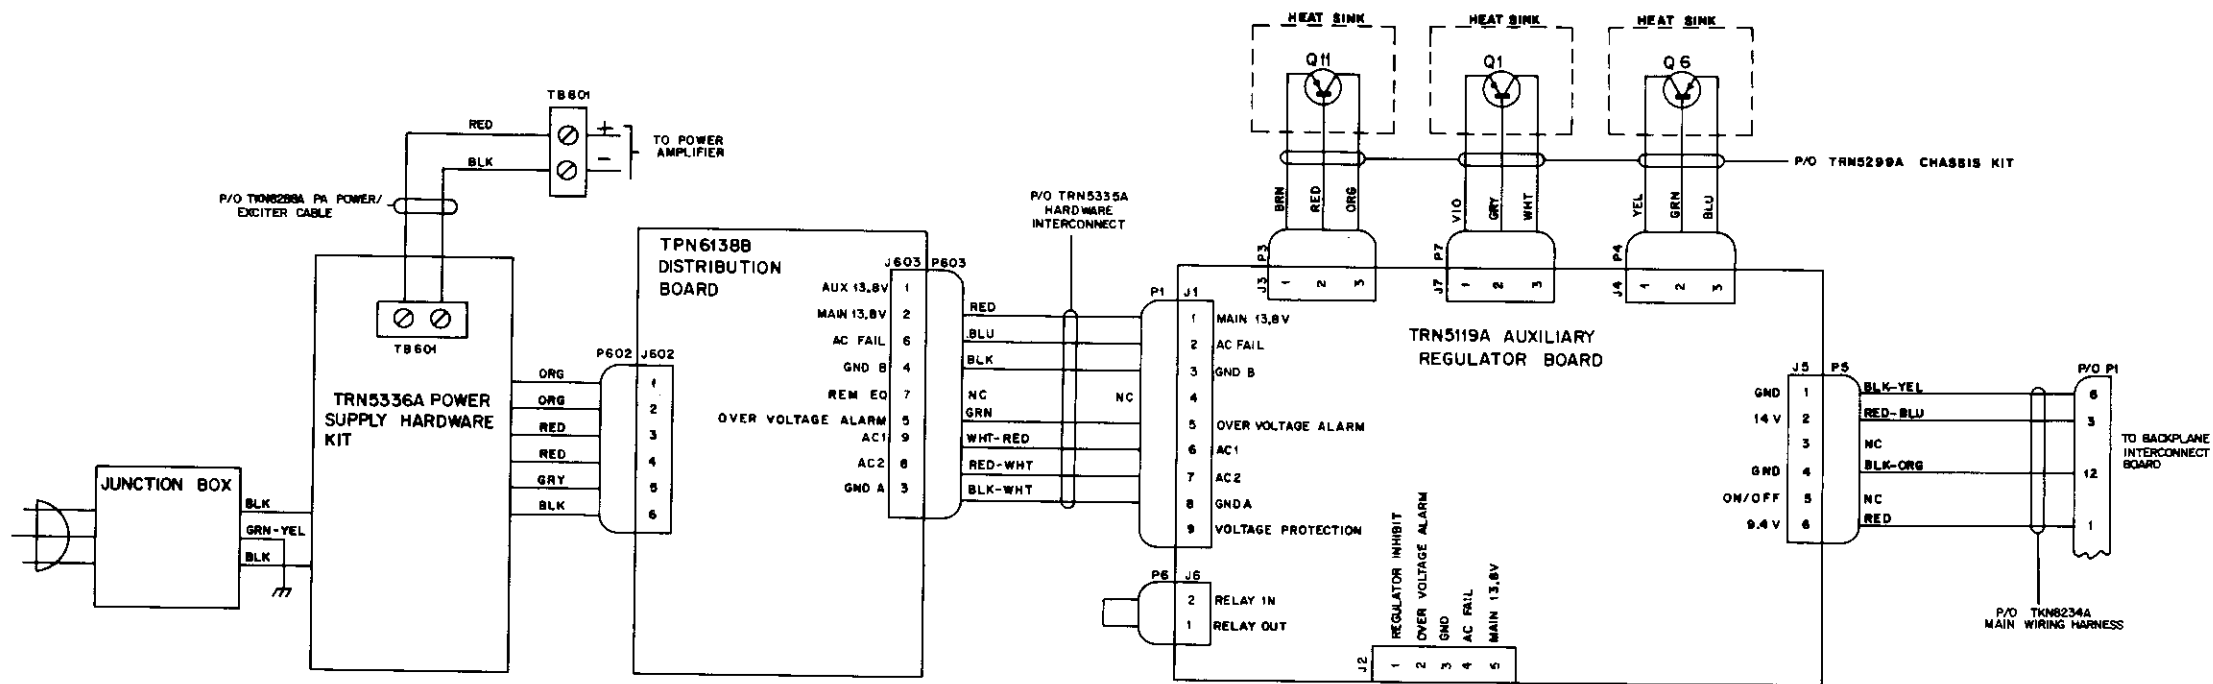 HEAT SINK
HEAT SINK
HEAT SINK
Q11
Q1
Q6
BRN
RED
ORG
VIO
GRY
WHT
YEL
GRN
BLU
P/O TRN5299A CHASSIS KIT
P3
J3
1
2
3
P7
J7
1
2
3
P4
J4
1
2
3
TB601
RED
BLK
+
-
TO POWER
AMPLIFIER
PA POWER/
EXCITER CABLE
TB601
TRN5336A POWER
SUPPLY HARDWARE
KIT
JUNCTION BOX
BLK
GRN-YEL
BLK
ORG
ORG
RED
RED
GRY
BLK
P602
J602
1
2
3
4
5
6
TPN6138B
DISTRIBUTION
BOARD
J603
P603
AUX 13.8V 1
MAIN 13.8V 2
AC FAIL 6
GND B 4
REM EQ 7
OVER VOLTAGE ALARM 5
AC1 9
AC2 8
GND A 3
RED
BLU
BLK
NC
GRN
WHT-RED
RED-WHT
BLK-WHT
P/O TRN5335A
HARDWARE
INTERCONNECT
NC
P1
J1
1 MAIN 13.8V
2 AC FAIL
3 GND B
4
5 OVER VOLTAGE ALARM
6 AC1
7 AC2
8 GND A
9 VOLTAGE PROTECTION
P6
J6
2 RELAY IN
1 RELAY OUT
TRN5119A AUXILIARY
REGULATOR BOARD
REGULATOR INHIBIT
OVER VOLTAGE ALARM
GND
AC FAIL
MAIN 13.8V
J2
1
2
3
4
5
J5
P5
GND 1
14 V 2
3
GND 4
ON/OFF 5
9.4 V 6
BLK-YEL
RED-BLU
NC
BLK-ORG
NC
RED
P/O P1
6
3
12
1
TO BACKPLANE
INTERCONNECT
BOARD
P/O TKN8234A
MAIN WIRING HARNESS